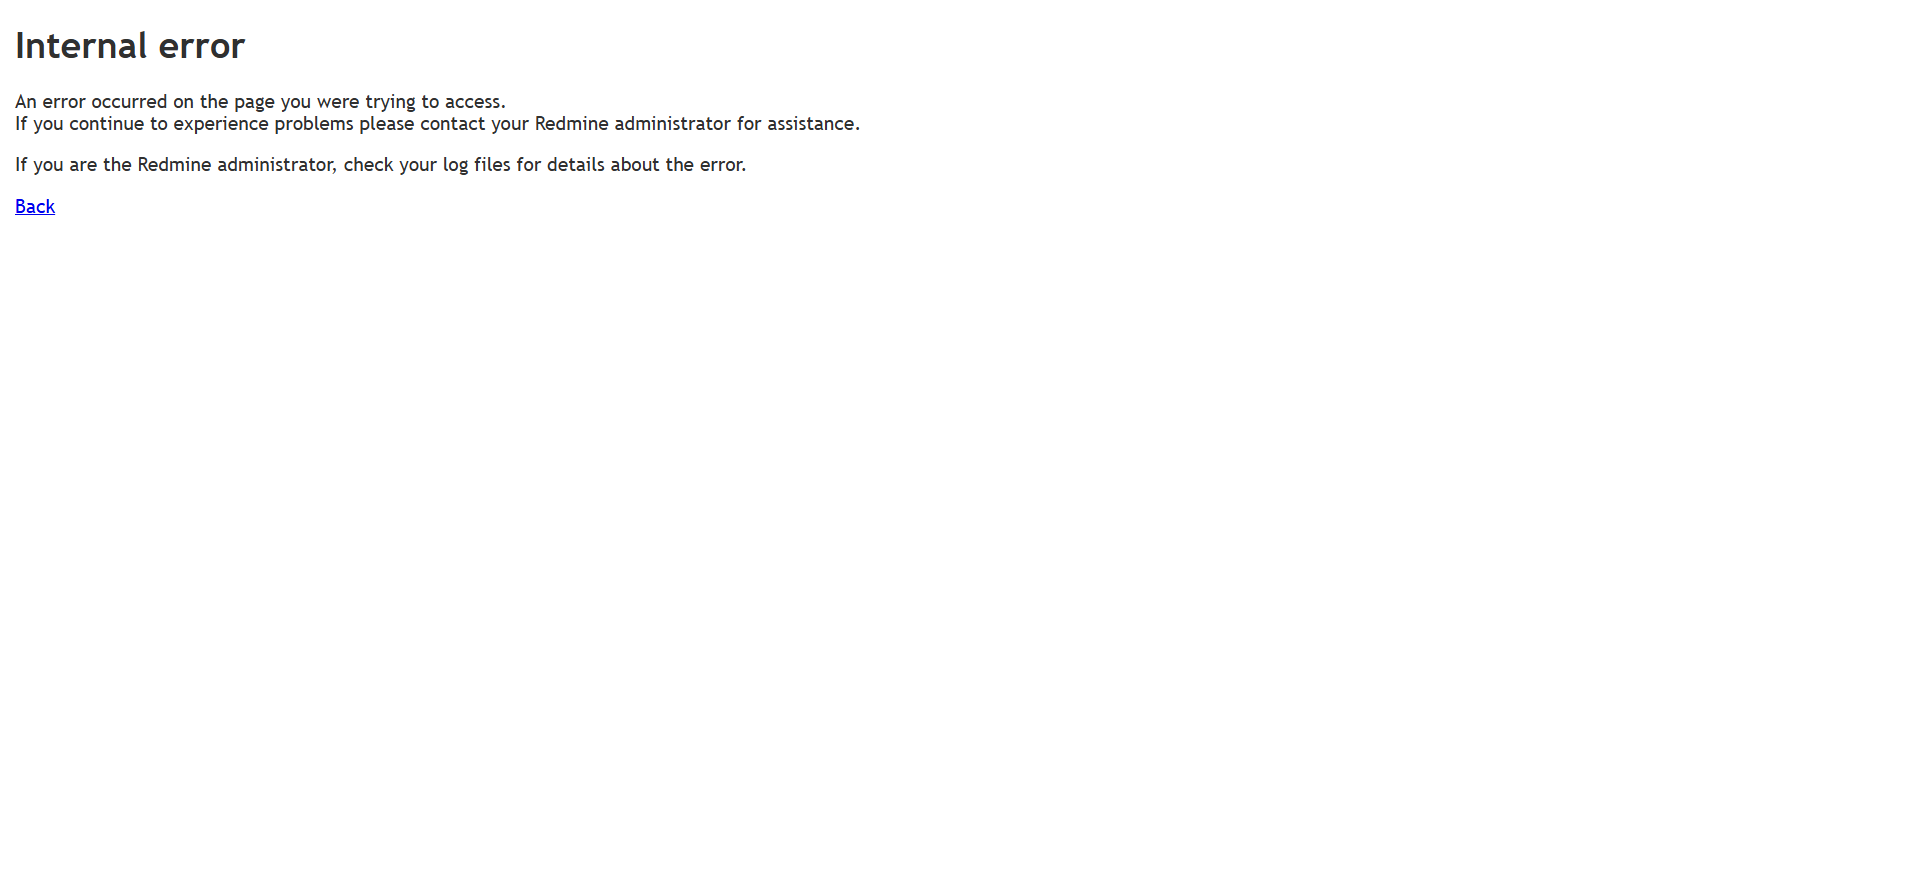 Internal error
An error occurred on the page you were trying to access.
If you continue to experience problems please contact your Redmine administrator for assistance.
If you are the Redmine administrator, check your log files for details about the error.
Back